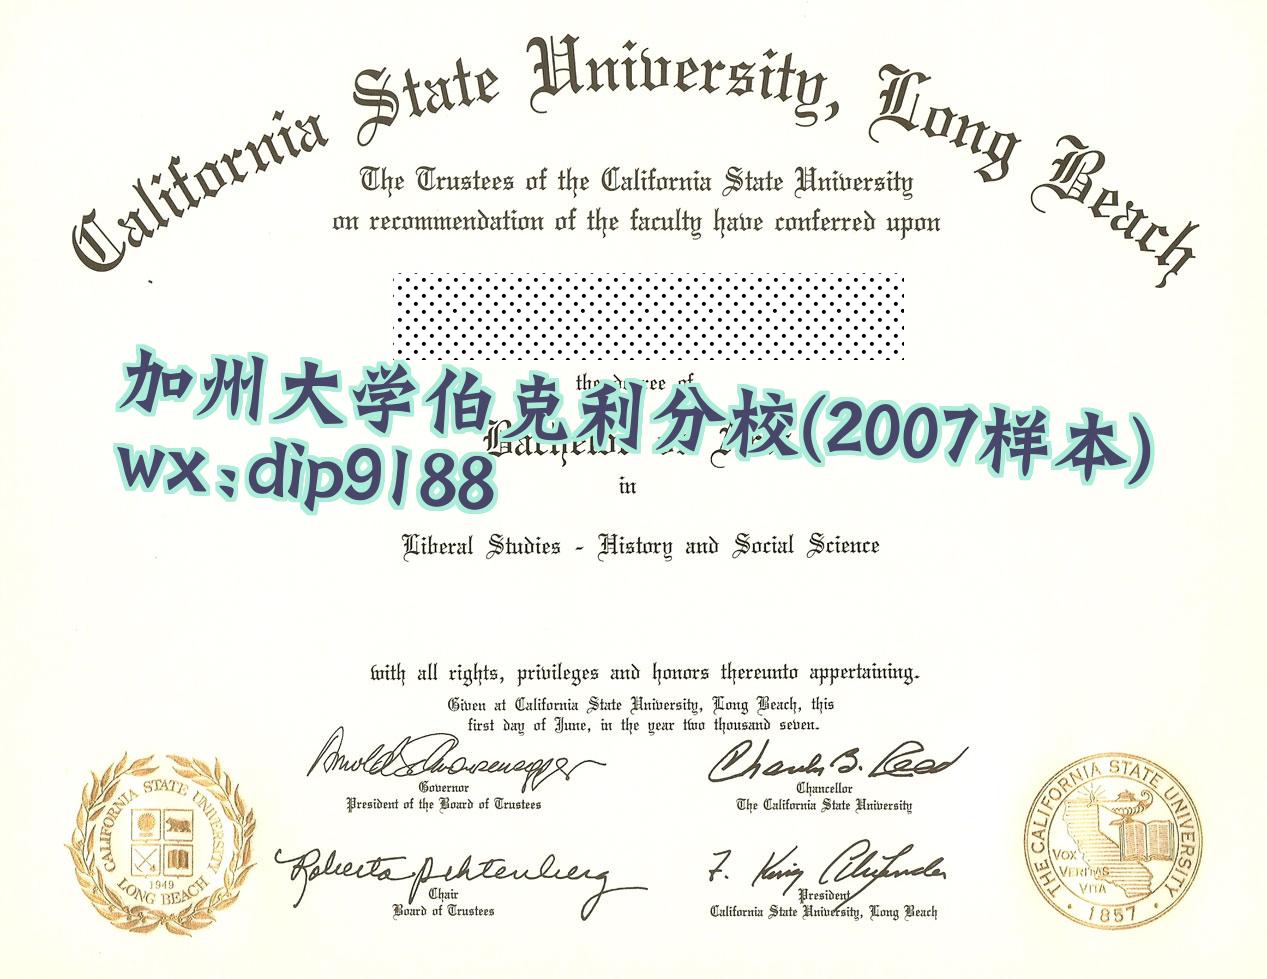 California State University, Long Beach
The Trustees of the California State University
on recommendation of the faculty have conferred upon
the degree of
加州大学伯克利分校(2007样本)
wx:dip9188
in
Liberal Studies - History and Social Science
with all rights, privileges and honors thereunto appertaining.
Given at California State University, Long Beach, this
first day of June, in the year two thousand seven.
Governor
President of the Board of Trustees
Charles B. Reed
Chancellor
The California State University
Chair
Board of Trustees
President
California State University, Long Beach
CALIFORNIA STATE UNIVERSITY
1949
LONG BEACH
THE CALIFORNIA STATE UNIVERSITY
VOX
VERITAS
VITA
1857